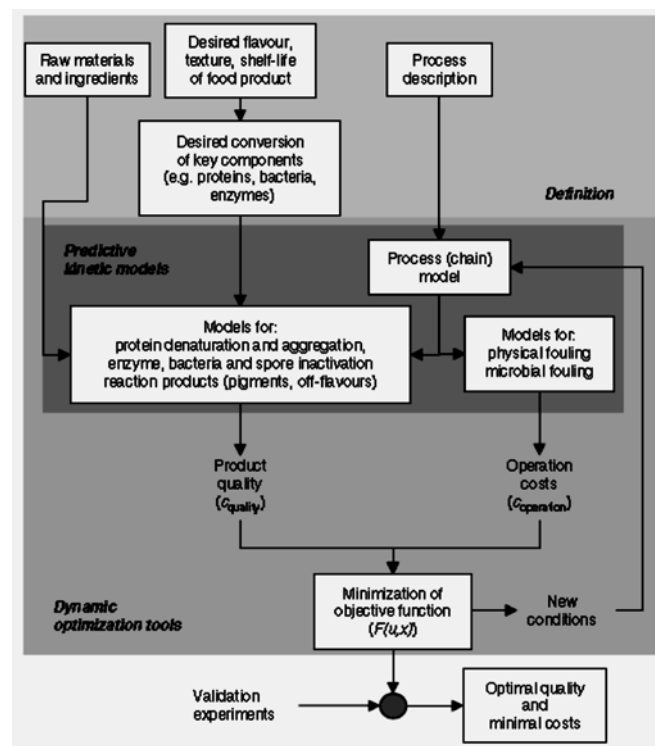 Raw materials
and ingredients
Desired flavour,
texture, shelf-life
of food product
Process
description
Desired conversion
of key components
(e.g. proteins, bacteria,
enzymes)
Definition
Predictive
kinetic models
Process (chain)
model
Models for:
protein denaturation and aggregation,
enzyme, bacteria and spore inactivation
reaction products (pigments, off-flavours)
Models for:
physical fouling
microbial fouling
Product
quality
(cquality)
Operation
costs
(coperation)
Dynamic
optimization tools
Minimization of
objective function
(F(u,x))
New
conditions
Validation
experiments
Optimal quality
and
minimal costs